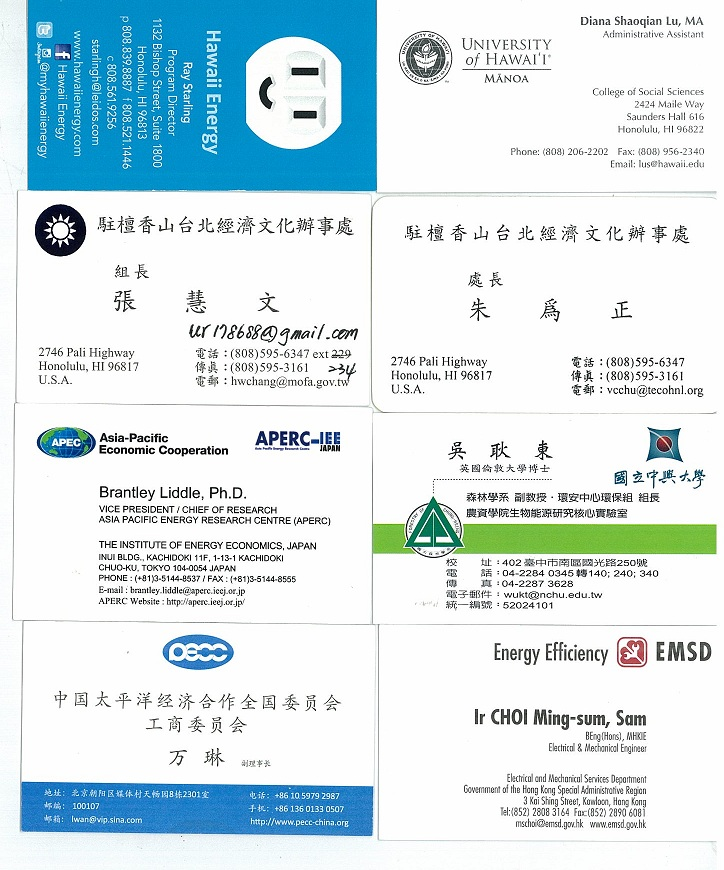 Hawaii Energy
Ray Starling
Program Director
1132 Bishop Street, Suite 1800
Honolulu, HI 96813
p 808.839.8887 f 808.521.1446
c 808.561.9256
starlingh@leidos.com
www.hawaiienergy.com
Hawaii Energy
@myhawaiienergy
Diana Shaoqian Lu, MA
Administrative Assistant
UNIVERSITY
of HAWAI'I®
MĀNOA
College of Social Sciences
2424 Maile Way
Saunders Hall 616
Honolulu, HI 96822
Phone: (808) 206-2202 Fax: (808) 956-2340
Email: lus@hawaii.edu
駐檀香山台北經濟文化辦事處
組長
張慧文
ur178688@gmail.com
2746 Pali Highway
Honolulu, HI 96817
U.S.A.
電話：(808)595-6347 ext 229
傳眞：(808)595-3161
234
電郵：hwchang@mofa.gov.tw
駐檀香山台北經濟文化辦事處
處長
朱為正
2746 Pali Highway
Honolulu, HI 96817
U.S.A.
電話：(808)595-6347
傳眞：(808)595-3161
電郵：vcchu@tecohnl.org
APEC
Asia-Pacific
Economic Cooperation
APERC-IEE
Asia Pacific Energy Research Centre JAPAN
Brantley Liddle, Ph.D.
VICE PRESIDENT / CHIEF OF RESEARCH
ASIA PACIFIC ENERGY RESEARCH CENTRE (APERC)
THE INSTITUTE OF ENERGY ECONOMICS, JAPAN
INUI BLDG., KACHIDOKI 11F, 1-13-1 KACHIDOKI
CHUO-KU, TOKYO 104-0054 JAPAN
PHONE : (+81)3-5144-8537 / FAX : (+81)3-5144-8555
E-mail : brantley.liddle@aperc.ieej.or.jp
APERC Website : http://aperc.ieej.or.jp/
吳耿東
英國倫敦大學博士
國立中興大學
森林學系 副教授．環安中心環保組 組長
農資學院生物能源研究核心實驗室
校址：402 臺中市南區國光路250號
電話：04-2284 0345 轉140; 240; 340
傳真：04-2287 3628
電子郵件：wukt@nchu.edu.tw
統一編號：52024101
pecc
中国太平洋经济合作全国委员会
工商委员会
万琳 副理事长
地址：北京朝阳区媒体村天畅园8栋2301室
邮编：100107
邮箱：lwan@vip.sina.com
电话：+86 10 5979 2987
手机：+86 136 0133 0507
http://www.pecc-china.org
Energy Efficiency EMSD
Ir CHOI Ming-sum, Sam
BEng(Hons), MHKIE
Electrical & Mechanical Engineer
Electrical and Mechanical Services Department
Government of the Hong Kong Special Administrative Region
3 Kai Shing Street, Kowloon, Hong Kong
Tel:(852) 2808 3164 Fax:(852) 2890 6081
mschoi@emsd.gov.hk www.emsd.gov.hk